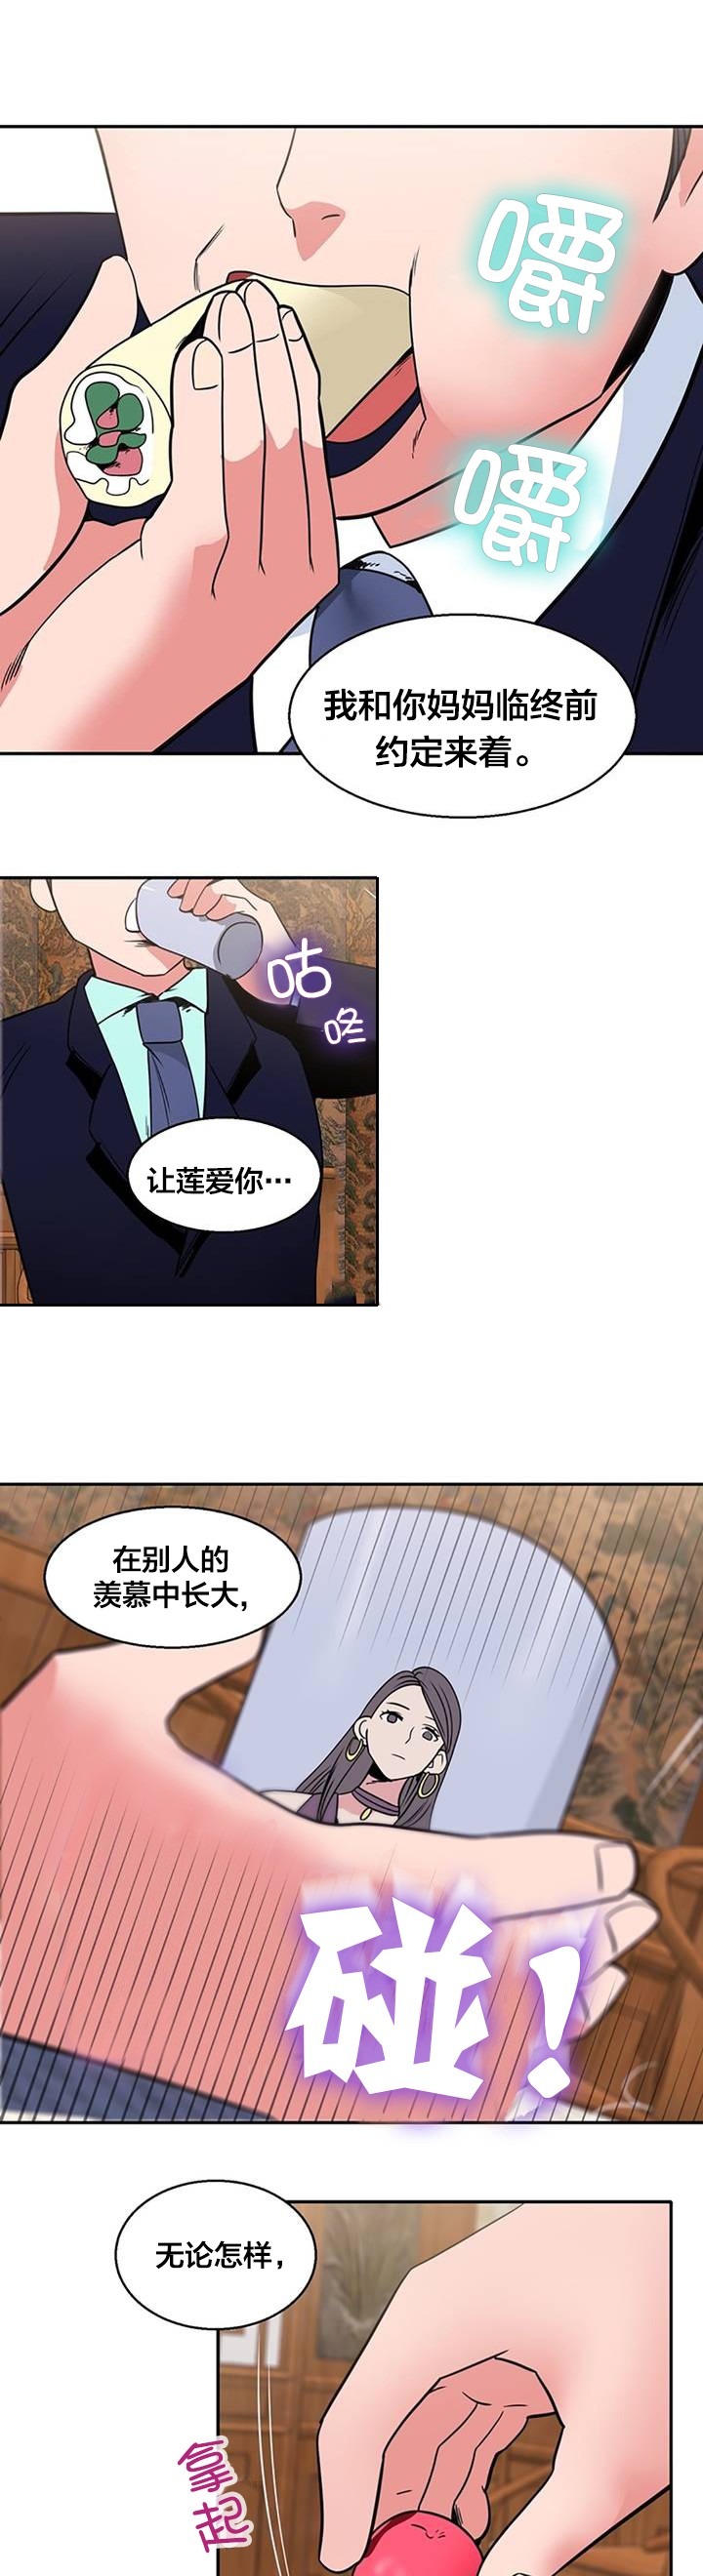 嚼
嚼
我和你妈妈临终前
约定来着。
咕
咚
让莲爱你…
在别人的
羡慕中长大，
碰！
无论怎样，
拿
起